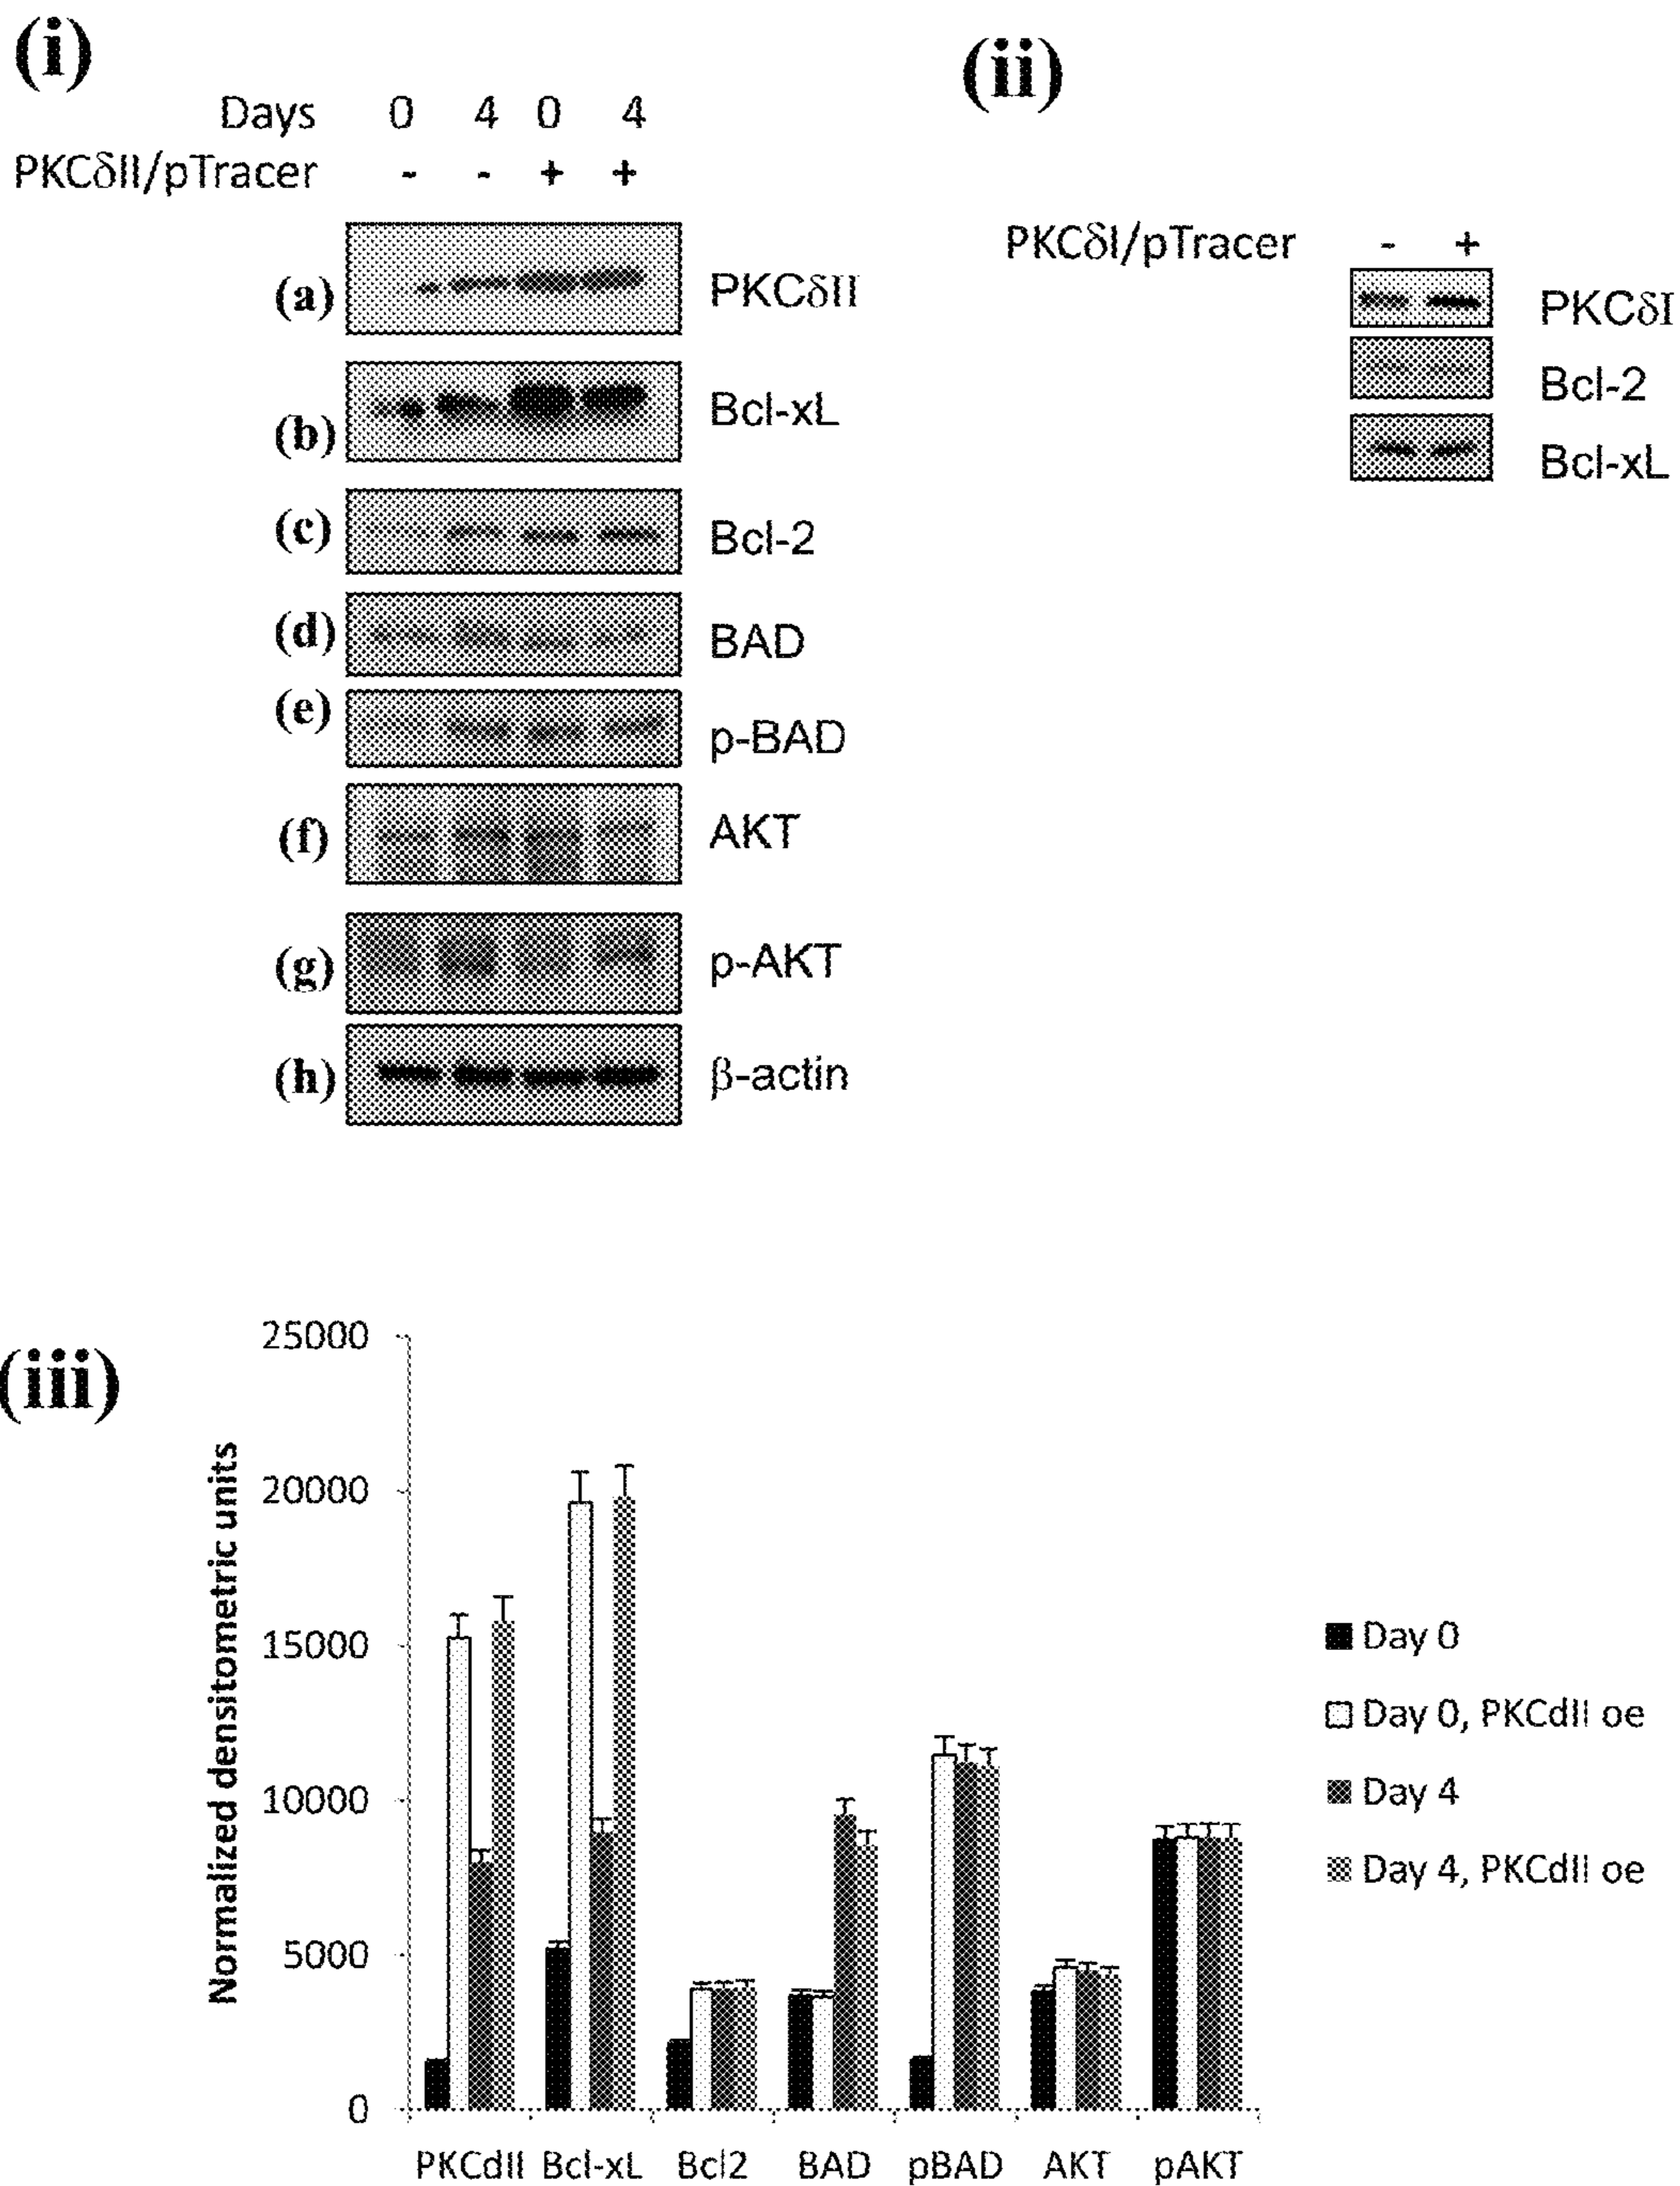 (i)
Days 0 4 0 4
PKCδII/pTracer - - + +
(a) PKCδII
(b) Bcl-xL
(c) Bcl-2
(d) BAD
(e) p-BAD
(f) AKT
(g) p-AKT
(h) β-actin
(ii)
PKCδI/pTracer - +
PKCδI
Bcl-2
Bcl-xL
(iii)
Normalized densitometric units
25000
20000
15000
10000
5000
0
PKCdII Bcl-xL Bcl2 BAD pBAD AKT pAKT
Day 0
Day 0, PKCdII oe
Day 4
Day 4, PKCdII oe